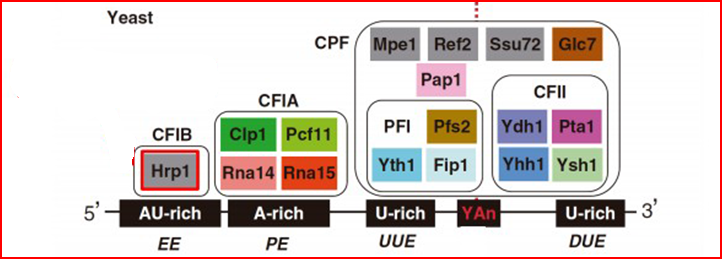 Yeast
CPF
Mpe1 Ref2 Ssu72 Glc7
Pap1
CFIA
CFII
CFIB
Clp1 Pcf11
PFI Pfs2
Ydh1 Pta1
Hrp1
Rna14 Rna15
Yth1 Fip1
Yhh1 Ysh1
5' AU-rich A-rich U-rich YAn U-rich 3'
EE PE UUE DUE